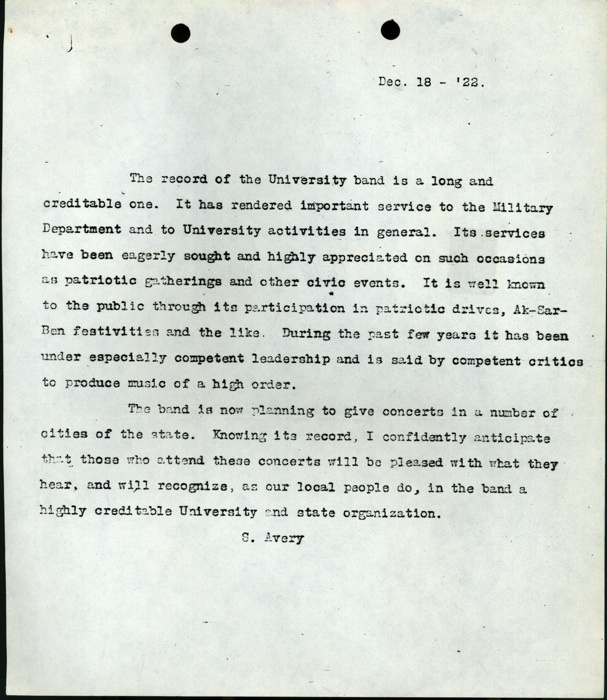 Dec. 18 - '22.
The record of the University band is a long and
creditable one. It has rendered important service to the Military
Department and to University activities in general. Its services
have been eagerly sought and highly appreciated on such occasions
as patriotic gatherings and other civic events. It is well known
to the public through its participation in patriotic drives, Ak-Sar-
Ben festivities and the like. During the past few years it has been
under especially competent leadership and is said by competent critics
to produce music of a high order.
The band is now planning to give concerts in a number of
cities of the state. Knowing its record, I confidently anticipate
that those who attend these concerts will be pleased with what they
hear, and will recognize, as our local people do, in the band a
highly creditable University and state organization.
S. Avery